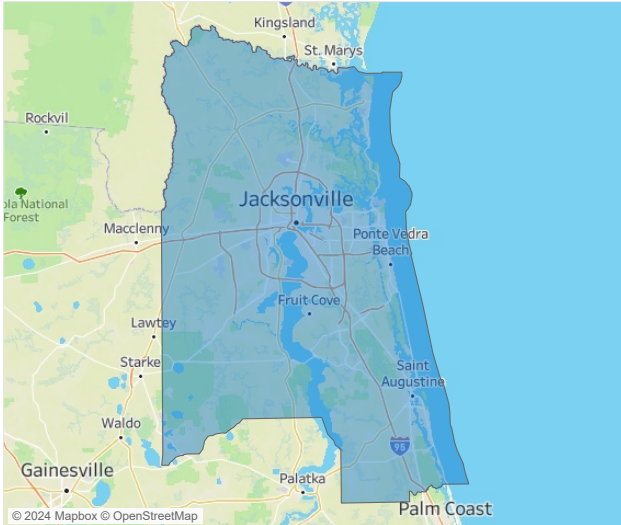 Kingsland
St. Marys
Rockvil
Jacksonville
ola National
Forest
Macclenny
Ponte Vedra
Beach
Fruit Cove
Lawtey
Starke
Saint
Augustine
Waldo
95
Gainesville
Palatka
Palm Coast
© 2024 Mapbox © OpenStreetMap